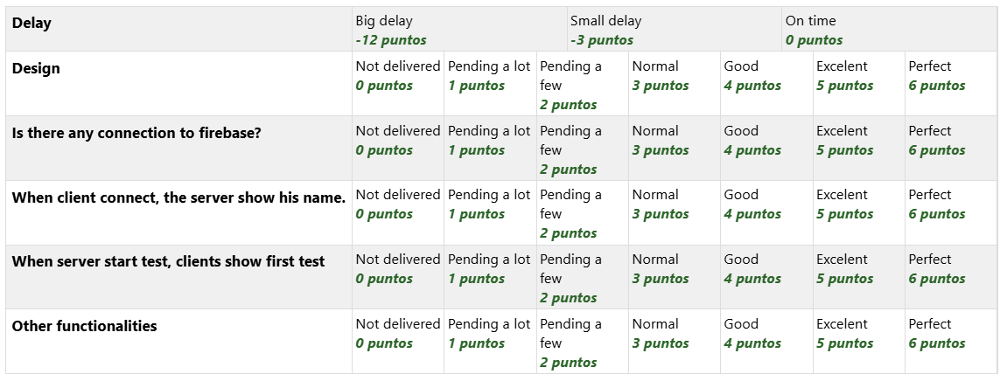 Delay
Big delay
-12 puntos
Small delay
-3 puntos
On time
0 puntos
Design
Not delivered
0 puntos
Pending a lot
1 puntos
Pending a
few
2 puntos
Normal
3 puntos
Good
4 puntos
Excelent
5 puntos
Perfect
6 puntos
Is there any connection to firebase?
Not delivered
0 puntos
Pending a lot
1 puntos
Pending a
few
2 puntos
Normal
3 puntos
Good
4 puntos
Excelent
5 puntos
Perfect
6 puntos
When client connect, the server show his name.
Not delivered
0 puntos
Pending a lot
1 puntos
Pending a
few
2 puntos
Normal
3 puntos
Good
4 puntos
Excelent
5 puntos
Perfect
6 puntos
When server start test, clients show first test
Not delivered
0 puntos
Pending a lot
1 puntos
Pending a
few
2 puntos
Normal
3 puntos
Good
4 puntos
Excelent
5 puntos
Perfect
6 puntos
Other functionalities
Not delivered
0 puntos
Pending a lot
1 puntos
Pending a
few
2 puntos
Normal
3 puntos
Good
4 puntos
Excelent
5 puntos
Perfect
6 puntos